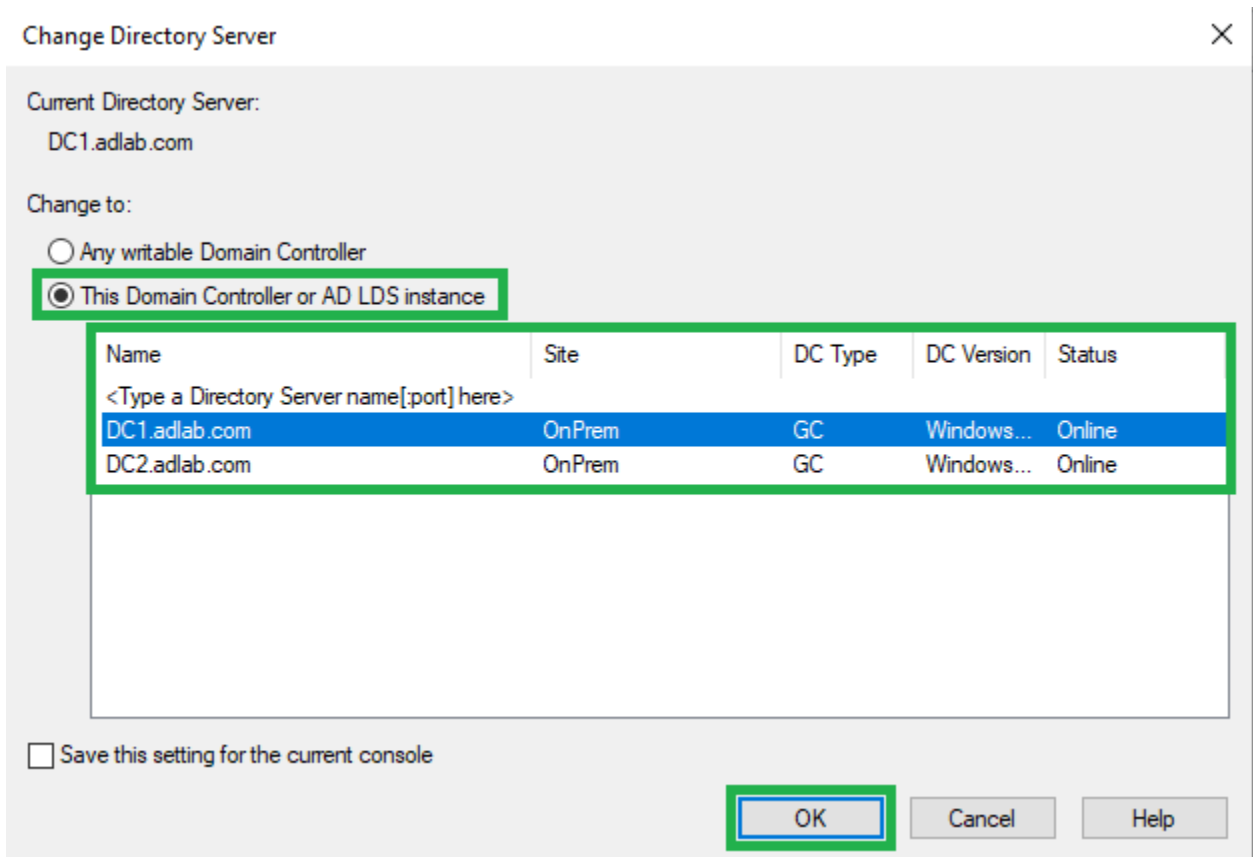 Change Directory Server
Current Directory Server:
DC1.adlab.com
Change to:
Any writable Domain Controller
This Domain Controller or AD LDS instance
Name Site DC Type DC Version Status
<Type a Directory Server name[:port] here>
DC1.adlab.com OnPrem GC Windows... Online
DC2.adlab.com OnPrem GC Windows... Online
Save this setting for the current console
OK Cancel Help